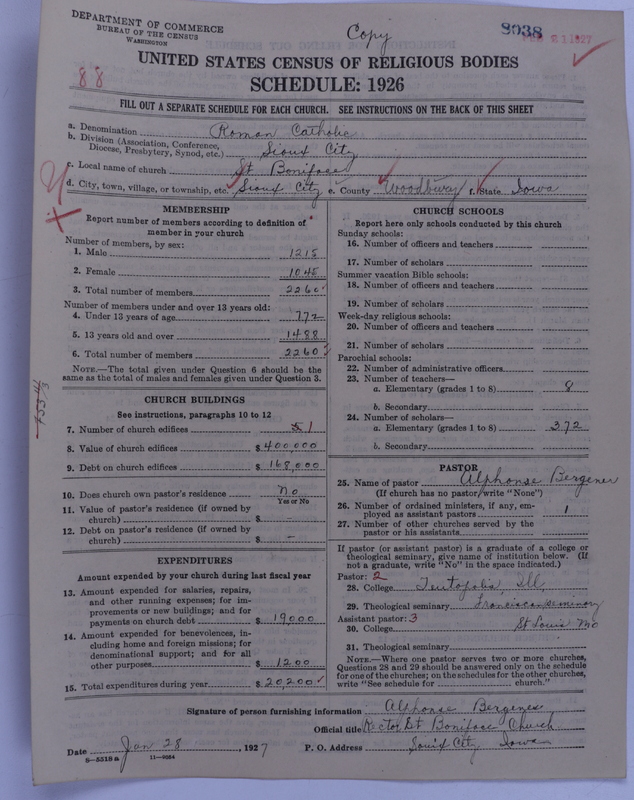 DEPARTMENT OF COMMERCE
BUREAU OF THE CENSUS
WASHINGTON
Copy
9038
FEB 21 1927
88
UNITED STATES CENSUS OF RELIGIOUS BODIES
SCHEDULE: 1926
FILL OUT A SEPARATE SCHEDULE FOR EACH CHURCH. SEE INSTRUCTIONS ON THE BACK OF THIS SHEET
a. Denomination Roman Catholic
b. Division (Association, Conference, Diocese, Presbytery, Synod, etc.) Sioux City
c. Local name of church St Boniface
d. City, town, village, or township, etc. Sioux City e. County Woodbury f. State Iowa
MEMBERSHIP
Report number of members according to definition of member in your church
Number of members, by sex:
1. Male 1215
2. Female 1045
3. Total number of members 2260
Number of members under and over 13 years old:
4. Under 13 years of age 772
5. 13 years old and over 1488
6. Total number of members 2260
NOTE.—The total given under Question 6 should be the same as the total of males and females given under Question 3.
CHURCH BUILDINGS
See instructions, paragraphs 10 to 12
7. Number of church edifices 1
8. Value of church edifices $400,000
9. Debt on church edifices $168,000
10. Does church own pastor's residence No
Yes or No
11. Value of pastor's residence (if owned by church) $ -
12. Debt on pastor's residence (if owned by church) $ -
EXPENDITURES
Amount expended by your church during last fiscal year
13. Amount expended for salaries, repairs, and other running expenses; for improvements or new buildings; and for payments on church debt $19000
14. Amount expended for benevolences, including home and foreign missions; for denominational support; and for all other purposes $1200
15. Total expenditures during year $20,200
CHURCH SCHOOLS
Report here only schools conducted by this church
Sunday schools:
16. Number of officers and teachers
17. Number of scholars
Summer vacation Bible schools:
18. Number of officers and teachers
19. Number of scholars
Week-day religious schools:
20. Number of officers and teachers
21. Number of scholars
Parochial schools:
22. Number of administrative officers
23. Number of teachers—
a. Elementary (grades 1 to 8) 8
b. Secondary
24. Number of scholars—
a. Elementary (grades 1 to 8) 372
b. Secondary
PASTOR
25. Name of pastor Alphonse Bergener
(If church has no pastor write "None")
26. Number of ordained ministers, if any, employed as assistant pastors 1
27. Number of other churches served by the pastor or his assistants
If pastor (or assistant pastor) is a graduate of a college or theological seminary, give name of institution below. (If not a graduate, write "No" in the space indicated.)
Pastor: 2
28. College Teutopolis, Ill
29. Theological seminary Franciscan Seminary
Assistant pastor: 3
30. College St Louis Mo
31. Theological seminary
NOTE.—Where one pastor serves two or more churches, Questions 28 and 29 should be answered only on the schedule for one of the churches; on the schedules for the other churches, write "See schedule for church."
Signature of person furnishing information Alphonse Bergener
Official title Rector St Boniface Church
Date Jan 28, 1927 P. O. Address Sioux City Iowa
8-5518 a 11-9054